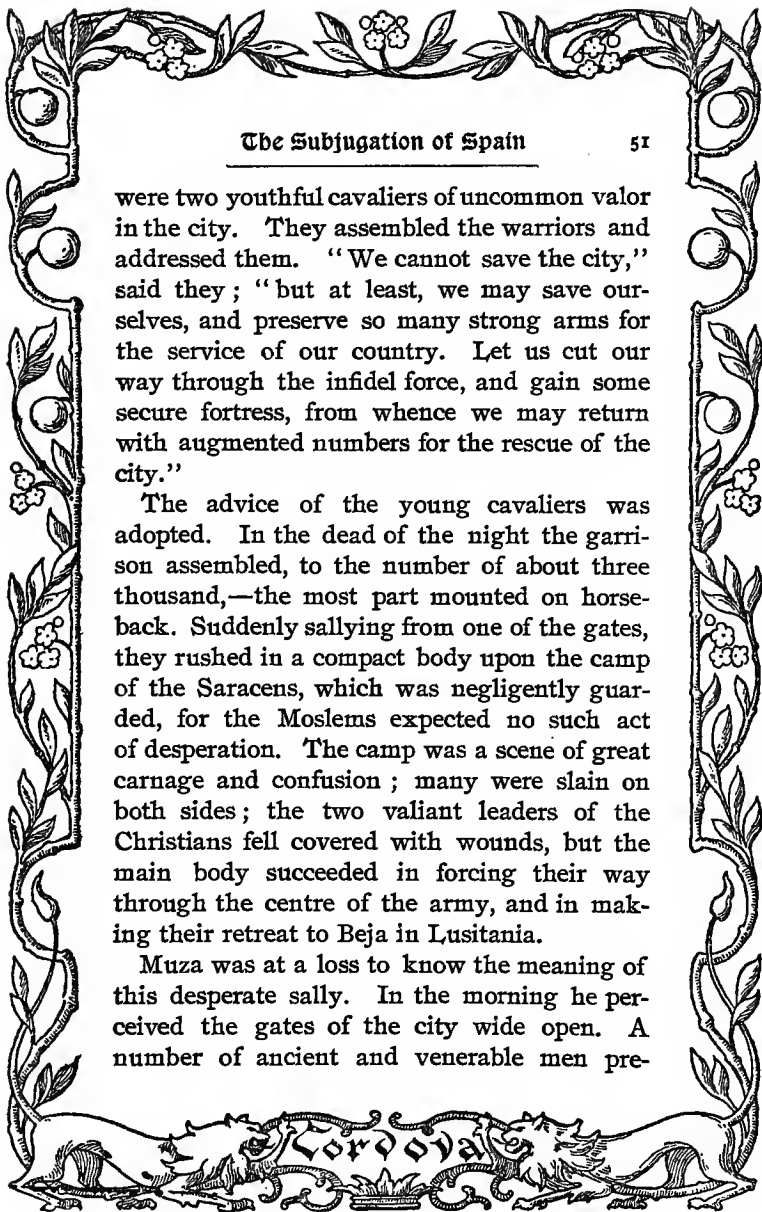 The Subjugation of Spain 51
were two youthful cavaliers of uncommon valor
in the city. They assembled the warriors and
addressed them. "We cannot save the city,"
said they; "but at least, we may save our-
selves, and preserve so many strong arms for
the service of our country. Let us cut our
way through the infidel force, and gain some
secure fortress, from whence we may return
with augmented numbers for the rescue of the
city."
The advice of the young cavaliers was
adopted. In the dead of the night the garri-
son assembled, to the number of about three
thousand,—the most part mounted on horse-
back. Suddenly sallying from one of the gates,
they rushed in a compact body upon the camp
of the Saracens, which was negligently guar-
ded, for the Moslems expected no such act
of desperation. The camp was a scene of great
carnage and confusion; many were slain on
both sides; the two valiant leaders of the
Christians fell covered with wounds, but the
main body succeeded in forcing their way
through the centre of the army, and in mak-
ing their retreat to Beja in Lusitania.
Muza was at a loss to know the meaning of
this desperate sally. In the morning he per-
ceived the gates of the city wide open. A
number of ancient and venerable men pre-
Cordova